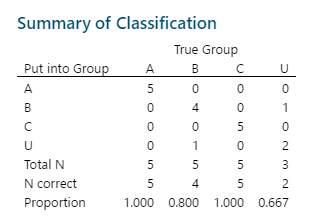 Summary of Classification
True Group
Put into Group A B C U
A 5 0 0 0
B 0 4 0 1
C 0 0 5 0
U 0 1 0 2
Total N 5 5 5 3
N correct 5 4 5 2
Proportion 1.000 0.800 1.000 0.667